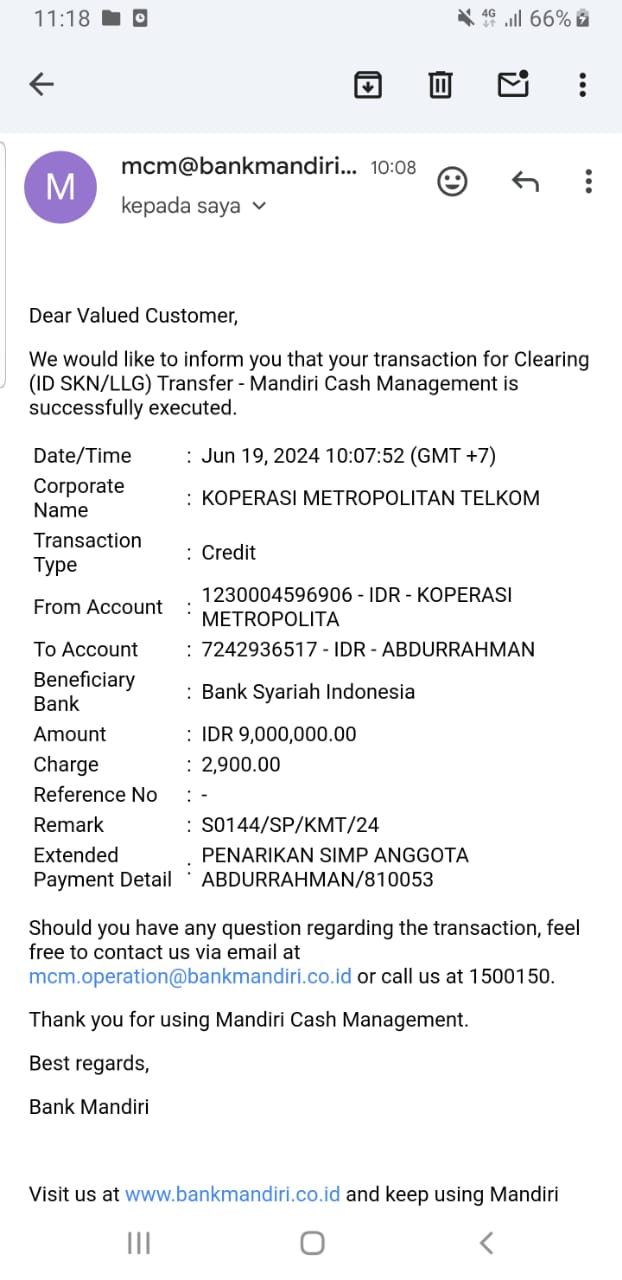 11:18
4G
66%
M
mcm@bankmandiri... 10:08
kepada saya
Dear Valued Customer,
We would like to inform you that your transaction for Clearing
(ID SKN/LLG) Transfer - Mandiri Cash Management is
successfully executed.
Date/Time : Jun 19, 2024 10:07:52 (GMT +7)
Corporate
Name : KOPERASI METROPOLITAN TELKOM
Transaction
Type : Credit
From Account : 1230004596906 - IDR - KOPERASI
METROPOLITA
To Account : 7242936517 - IDR - ABDURRAHMAN
Beneficiary
Bank : Bank Syariah Indonesia
Amount : IDR 9,000,000.00
Charge : 2,900.00
Reference No : -
Remark : S0144/SP/KMT/24
Extended
Payment Detail : PENARIKAN SIMP ANGGOTA
ABDURRAHMAN/810053
Should you have any question regarding the transaction, feel
free to contact us via email at
mcm.operation@bankmandiri.co.id or call us at 1500150.
Thank you for using Mandiri Cash Management.
Best regards,
Bank Mandiri
Visit us at www.bankmandiri.co.id and keep using Mandiri